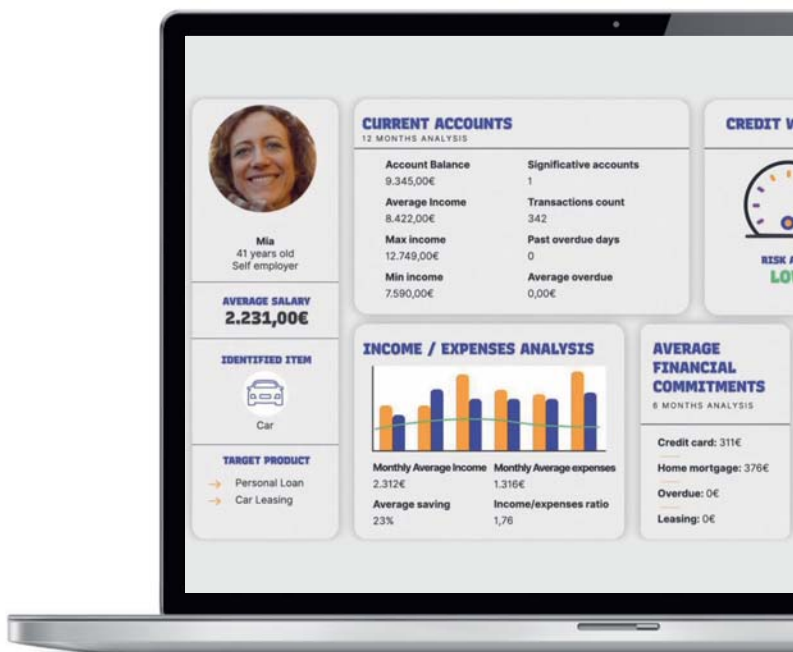 Mia
41 years old
Self employer
AVERAGE SALARY
2.231,00€
IDENTIFIED ITEM
Car
TARGET PRODUCT
→ Personal Loan
→ Car Leasing
CURRENT ACCOUNTS
12 MONTHS ANALYSIS
Account Balance
9.345,00€
Average Income
8.422,00€
Max income
12.749,00€
Min income
7.590,00€
Significative accounts
1
Transactions count
342
Past overdue days
0
Average overdue
0,00€
CREDIT
RISK
INCOME / EXPENSES ANALYSIS
Monthly Average Income
2.312€
Average saving
23%
Monthly Average expenses
1.316€
Income/expenses ratio
1,76
AVERAGE
FINANCIAL
COMMITMENTS
6 MONTHS ANALYSIS
Credit card: 311€
Home mortgage: 376€
Overdue: 0€
Leasing: 0€